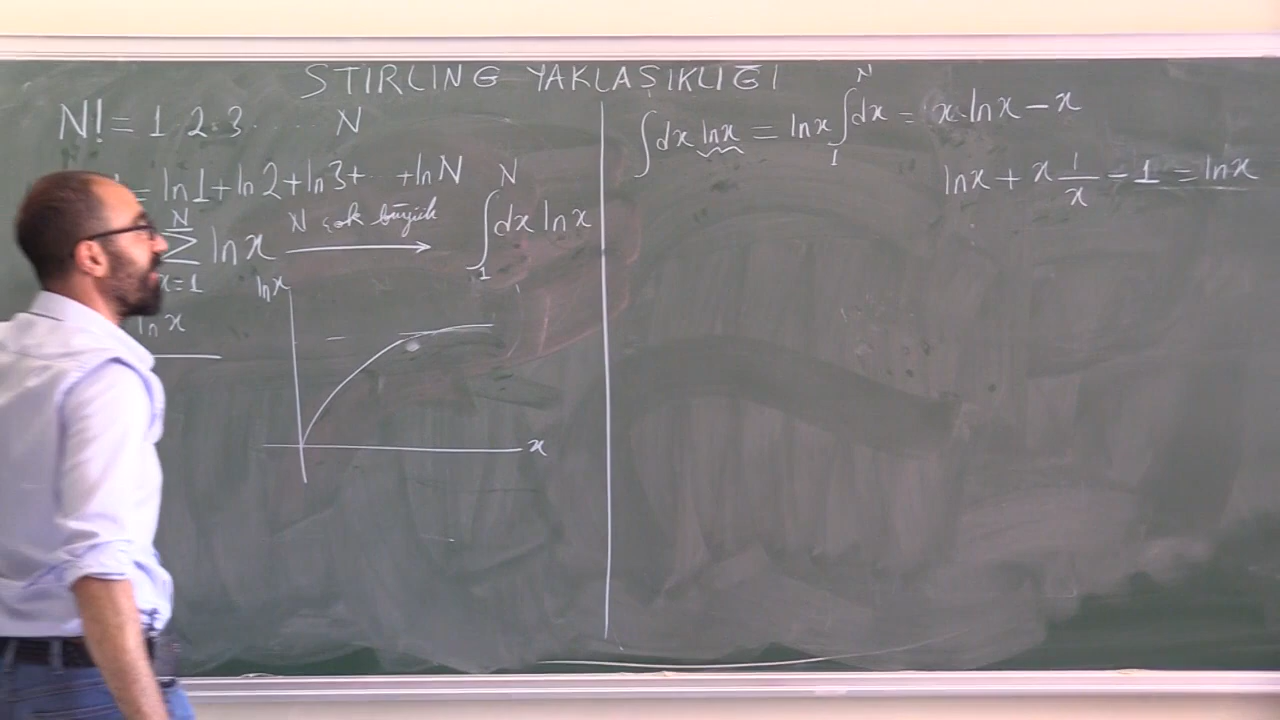 STIRLING YAKLAŞIKLIĞI
N! = 1 2 3 . . . . N
= ln1 + ln2 + ln3 + ... + lnN
N
∑ ln x
x=1
N çok büyük
N
∫ dx ln x
1
ln x
ln x
x
∫ dx ln x = ln x ∫ dx = x·ln x − x
N
1
ln x + x 1/x − 1 = ln x